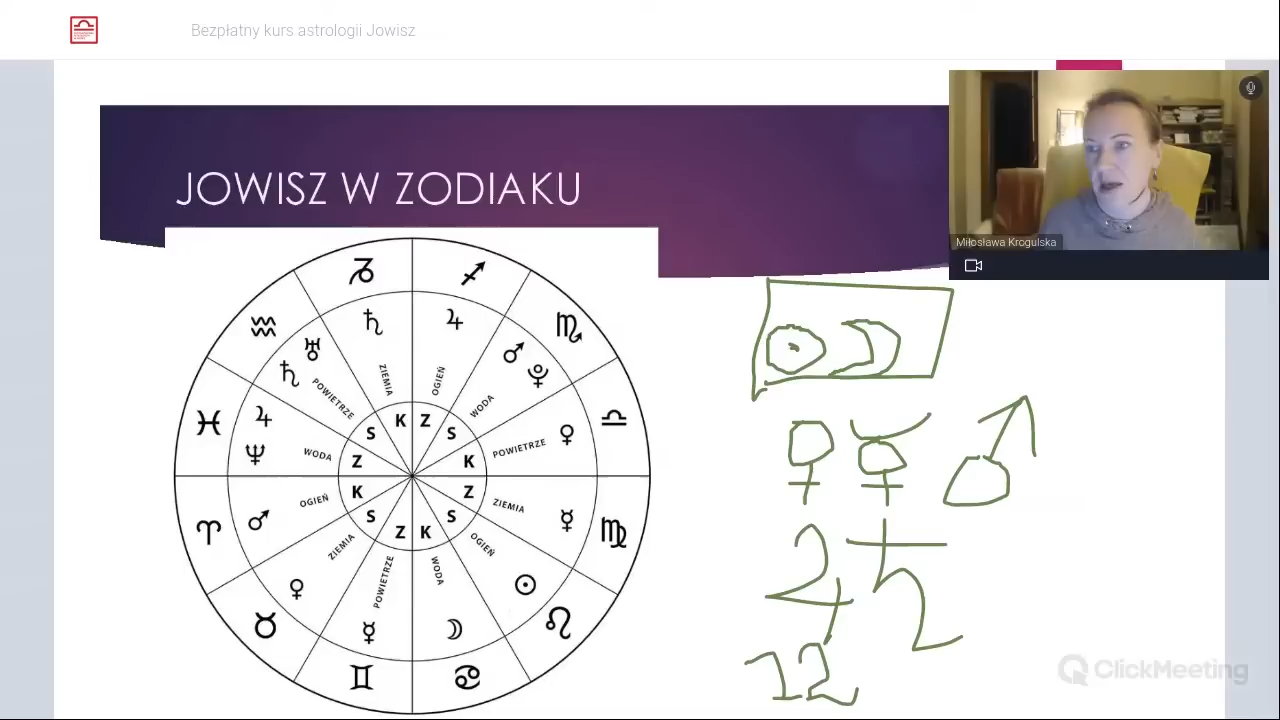 Bezpłatny kurs astrologii Jowisz
JOWISZ W ZODIAKU
Miłosława Krogulska
♑ ♐
♒ ♏
♄ ♃
♅ ♂
♄ ♇
POWIETRZE ZIEMIA OGIEŃ WODA
♓ ♃ ♀ ♎
♆ WODA S K Z S POWIETRZE
Z K
♈ ♂ OGIEŃ K Z ZIEMIA ☿ ♍
S Z K S
ZIEMIA POWIETRZE WODA OGIEŃ
♀ ☉
♉ ☿ ☽ ♌
♊ ♋
☉ ☽
♀ ☿ ♂
♃ ♄
12
ClickMeeting